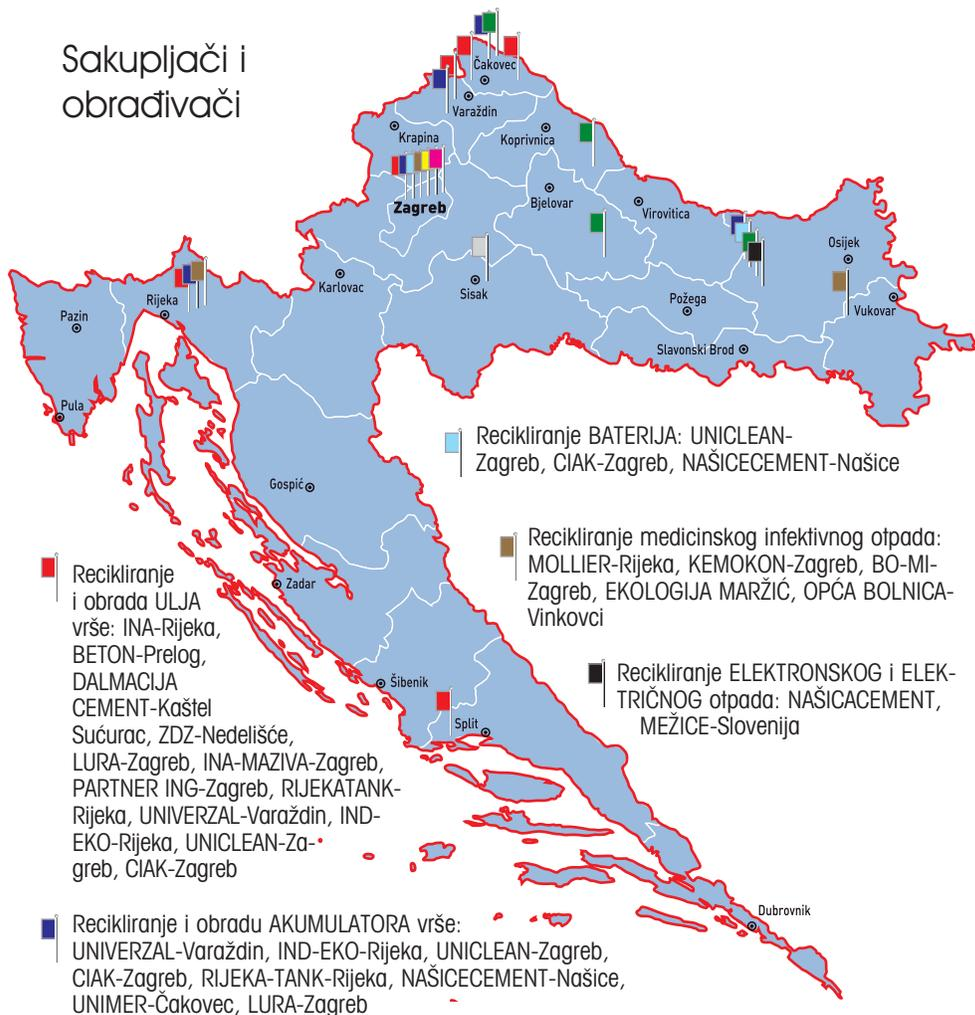 Sakupljači i
obrađivači
Čakovec
Varaždin
Krapina
Koprivnica
Zagreb
Bjelovar
Virovitica
Osijek
Karlovac
Sisak
Požega
Vukovar
Rijeka
Pazin
Slavonski Brod
Pula
Gospić
Zadar
Šibenik
Split
Dubrovnik
Recikliranje BATERIJA: UNICLEAN-
Zagreb, CIAK-Zagreb, NAŠICECEMENT-Našice
Recikliranje medicinskog infektivnog otpada:
MOLLIER-Rijeka, KEMOKON-Zagreb, BO-MI-
Zagreb, EKOLOGIJA MARŽIĆ, OPĆA BOLNICA-
Vinkovci
Recikliranje ELEKTRONSKOG i ELEK-
TRIČNOG otpada: NAŠICACEMENT,
MEŽICE-Slovenija
Recikliranje
i obrada ULJA
vrše: INA-Rijeka,
BETON-Prelog,
DALMACIJA
CEMENT-Kaštel
Sućurac, ZDZ-Nedelišće,
LURA-Zagreb, INA-MAZIVA-Zagreb,
PARTNER ING-Zagreb, RIJEKATANK-
Rijeka, UNIVERZAL-Varaždin, IND-
EKO-Rijeka, UNICLEAN-Za-
greb, CIAK-Zagreb
Recikliranje i obradu AKUMULATORA vrše:
UNIVERZAL-Varaždin, IND-EKO-Rijeka, UNICLEAN-Zagreb,
CIAK-Zagreb, RIJEKA-TANK-Rijeka, NAŠICECEMENT-Našice,
UNIMER-Čakovec, LURA-Zagreb